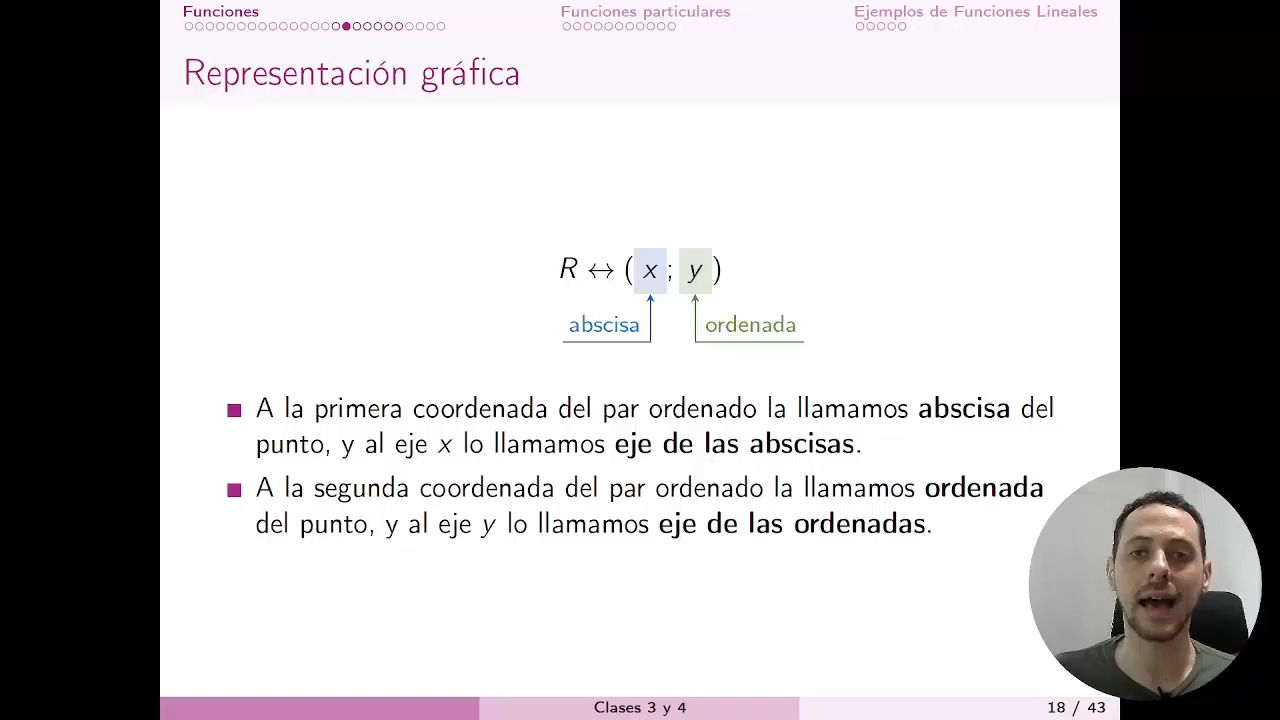 Funciones
Funciones particulares
Ejemplos de Funciones Lineales
Representación gráfica
R ↔ ( x ; y )
abscisa
ordenada
A la primera coordenada del par ordenado la llamamos abscisa del
punto, y al eje x lo llamamos eje de las abscisas.
A la segunda coordenada del par ordenado la llamamos ordenada
del punto, y al eje y lo llamamos eje de las ordenadas.
Clases 3 y 4
18 / 43